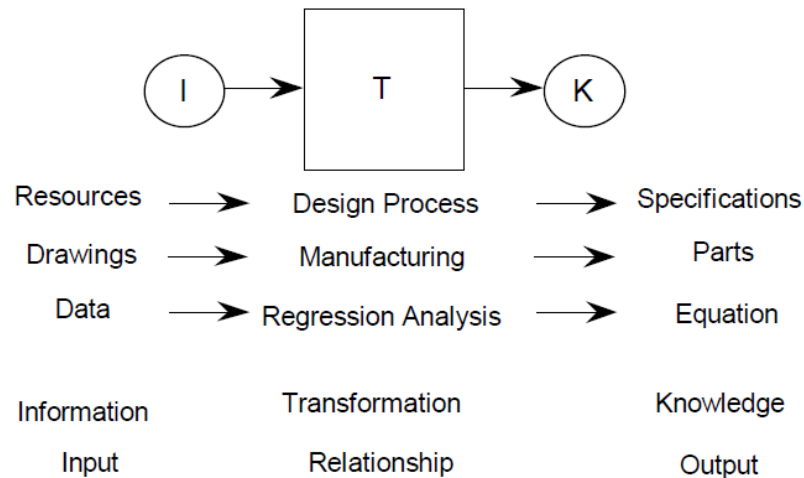 I T K
Resources Design Process Specifications
Drawings Manufacturing Parts
Data Regression Analysis Equation
Information Transformation Knowledge
Input Relationship Output